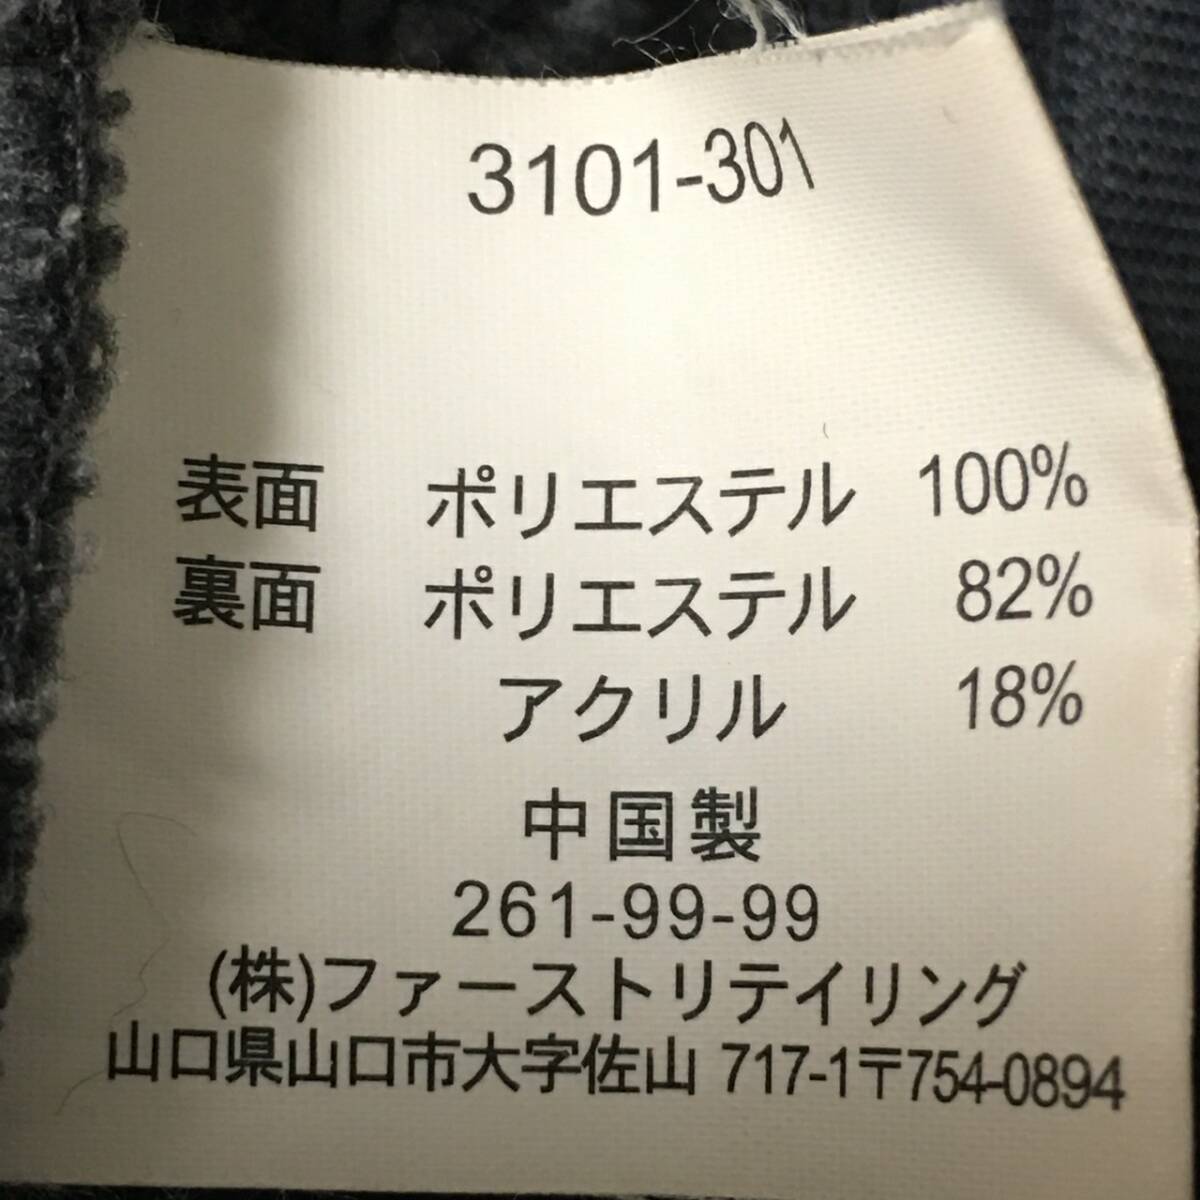 3101-301
表面 ポリエステル 100%
裏面 ポリエステル 82%
アクリル 18%
中国製
261-99-99
(株)ファーストリテイリング
山口県山口市大字佐山 717-1〒754-0894